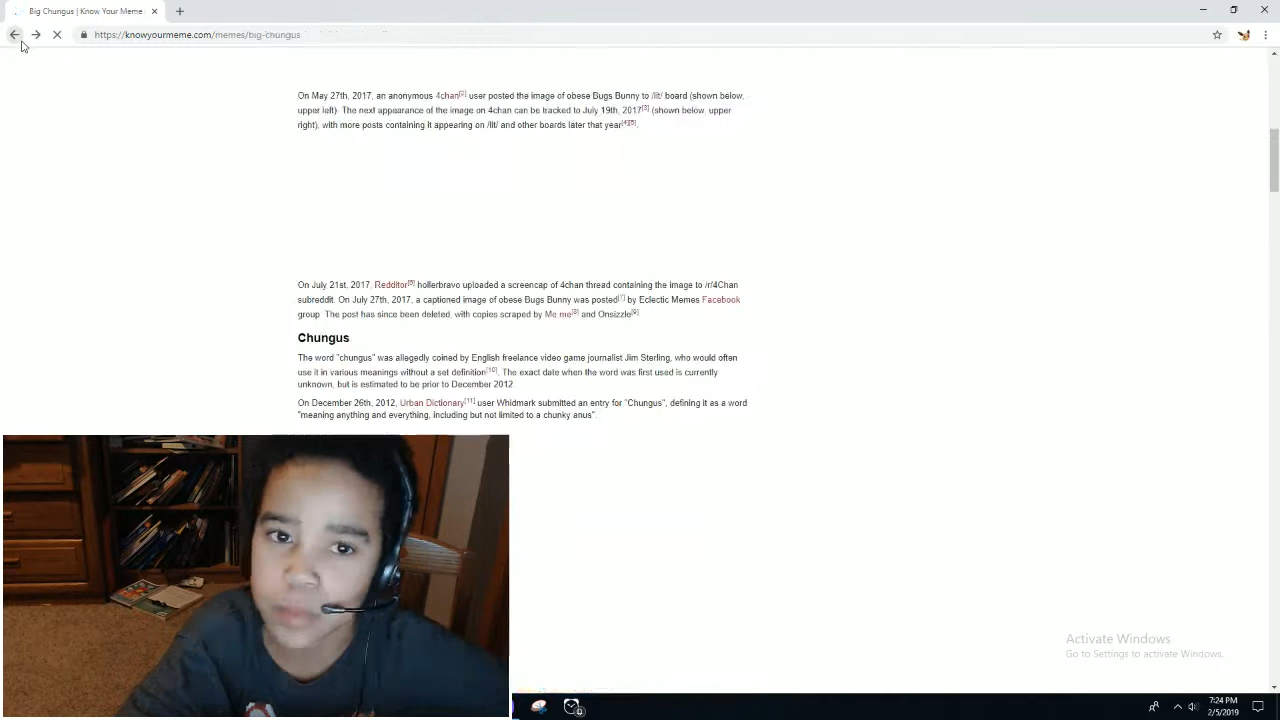 Big Chungus | Know Your Meme
https://knowyourmeme.com/memes/big-chungus
On May 27th, 2017, an anonymous 4chan[2] user posted the image of obese Bugs Bunny to /lit/ board (shown below,
upper left). The next appearance of the image on 4chan can be tracked to July 19th, 2017[3] (shown below, upper
right), with more posts containing it appearing on /lit/ and other boards later that year[4][5].
On July 21st, 2017, Redditor[6] hollerbravo uploaded a screencap of 4chan thread containing the image to /r/4Chan
subreddit. On July 27th, 2017, a captioned image of obese Bugs Bunny was posted[7] by Eclectic Memes Facebook
group. The post has since been deleted, with copies scraped by Me me[8] and Onsizzle[9].
Chungus
The word "chungus" was allegedly coined by English freelance video game journalist Jim Sterling, who would often
use it in various meanings without a set definition[10]. The exact date when the word was first used is currently
unknown, but is estimated to be prior to December 2012.
On December 26th, 2012, Urban Dictionary[11] user Whidmark submitted an entry for "Chungus", defining it as a word
"meaning anything and everything, including but not limited to a chunky anus".
Activate Windows
Go to Settings to activate Windows.
7:24 PM
2/5/2019